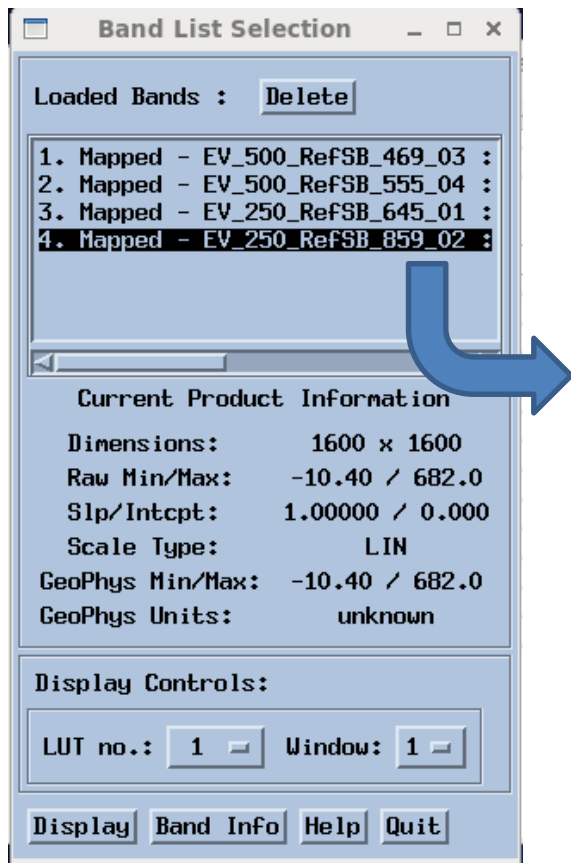 Band List Selection
Loaded Bands : Delete
1. Mapped - EV_500_RefSB_469_03 :
2. Mapped - EV_500_RefSB_555_04 :
3. Mapped - EV_250_RefSB_645_01 :
4. Mapped - EV_250_RefSB_859_02 :
Current Product Information
Dimensions: 1600 x 1600
Raw Min/Max: -10.40 / 682.0
Slp/Intcpt: 1.00000 / 0.000
Scale Type: LIN
GeoPhys Min/Max: -10.40 / 682.0
GeoPhys Units: unknown
Display Controls:
LUT no.: 1 Window: 1
Display Band Info Help Quit